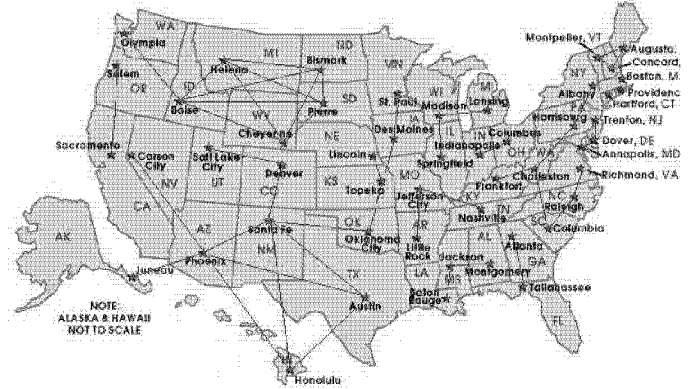 WA
Olympia
Montpelier, VT
Augusta,
MT
ND
Helena
Bismark
MN
Concord,
Salem
OR
ID
Boise
SD
Pierre
WI
MI
NY
Boston, M
St. Paul
Madison
Lansing
Albany
Providenc
Hartford, CT
WY
Cheyenne
NE
IA
Des Moines
PA
Harrisburg
Trenton, NJ
Sacramento
Carson
City
Salt Lake
City
Lincoln
IL
IN
Columbus
Indianapolis
OH
Dover, DE
Annapolis, MD
NV
UT
Denver
CO
KS
Topeka
MO
Springfield
Jefferson
City
Frankfort
Charleston
Richmond, VA
CA
KY
Nashville
TN
NC
Raleigh
AZ
Santa Fe
NM
OK
Oklahoma
City
AR
Little
Rock
SC
Columbia
AK
Juneau
Phoenix
TX
Austin
LA
Jackson
MS
AL
Montgomery
Atlanta
GA
Baton
Rouge
Tallahassee
FL
NOTE:
ALASKA & HAWAII
NOT TO SCALE
HI
Honolulu